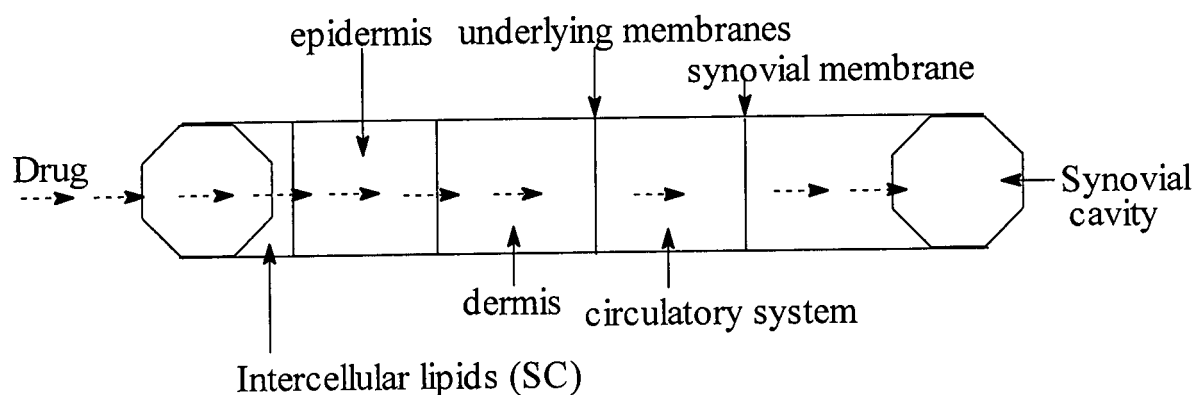 epidermis
underlying membranes
synovial membrane
Drug
Synovial
cavity
dermis
circulatory system
Intercellular lipids (SC)